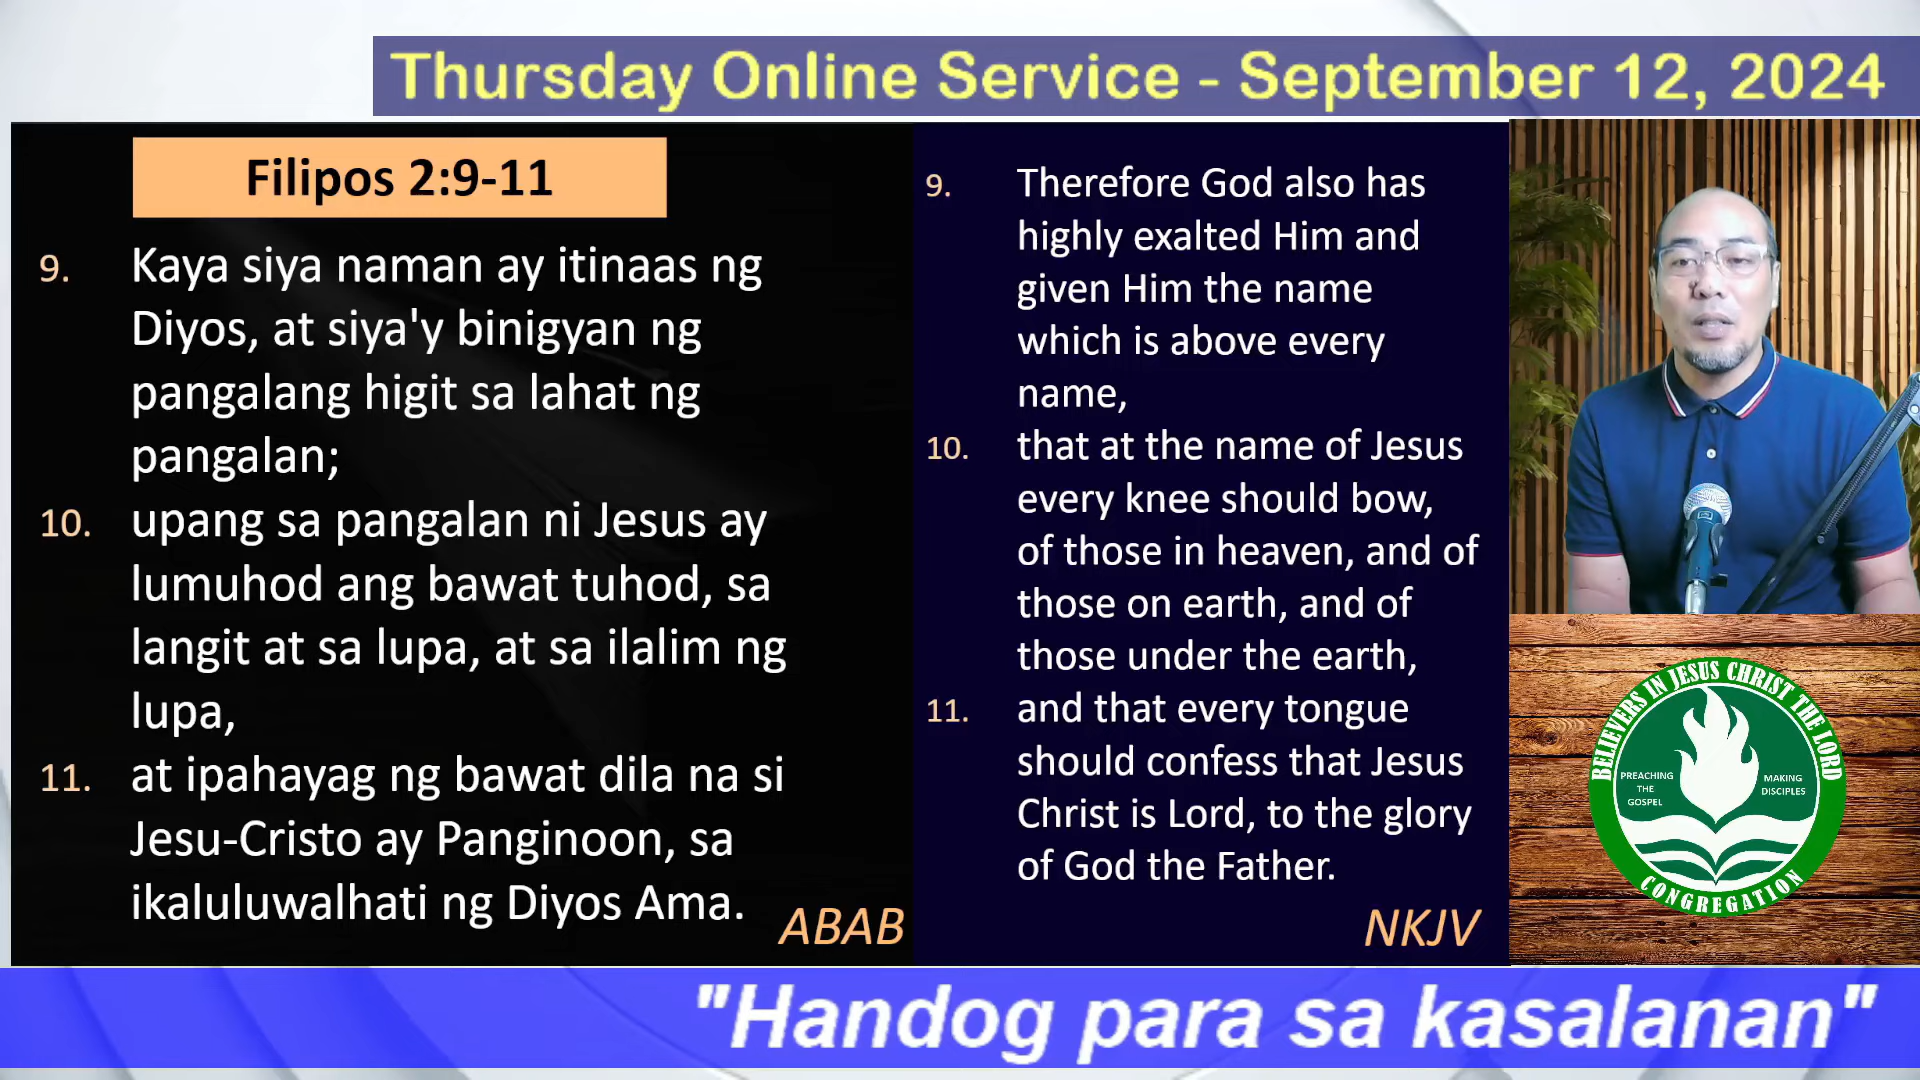 Thursday Online Service - September 12, 2024
Filipos 2:9-11
9. Kaya siya naman ay itinaas ng
Diyos, at siya'y binigyan ng
pangalang higit sa lahat ng
pangalan;
10. upang sa pangalan ni Jesus ay
lumuhod ang bawat tuhod, sa
langit at sa lupa, at sa ilalim ng
lupa,
11. at ipahayag ng bawat dila na si
Jesu-Cristo ay Panginoon, sa
ikaluluwalhati ng Diyos Ama.
ABAB
9. Therefore God also has
highly exalted Him and
given Him the name
which is above every
name,
10. that at the name of Jesus
every knee should bow,
of those in heaven, and of
those on earth, and of
those under the earth,
11. and that every tongue
should confess that Jesus
Christ is Lord, to the glory
of God the Father.
NKJV
BELIEVERS IN JESUS CHRIST THE LORD
PREACHING
THE
GOSPEL
MAKING
DISCIPLES
CONGREGATION
"Handog para sa kasalanan"